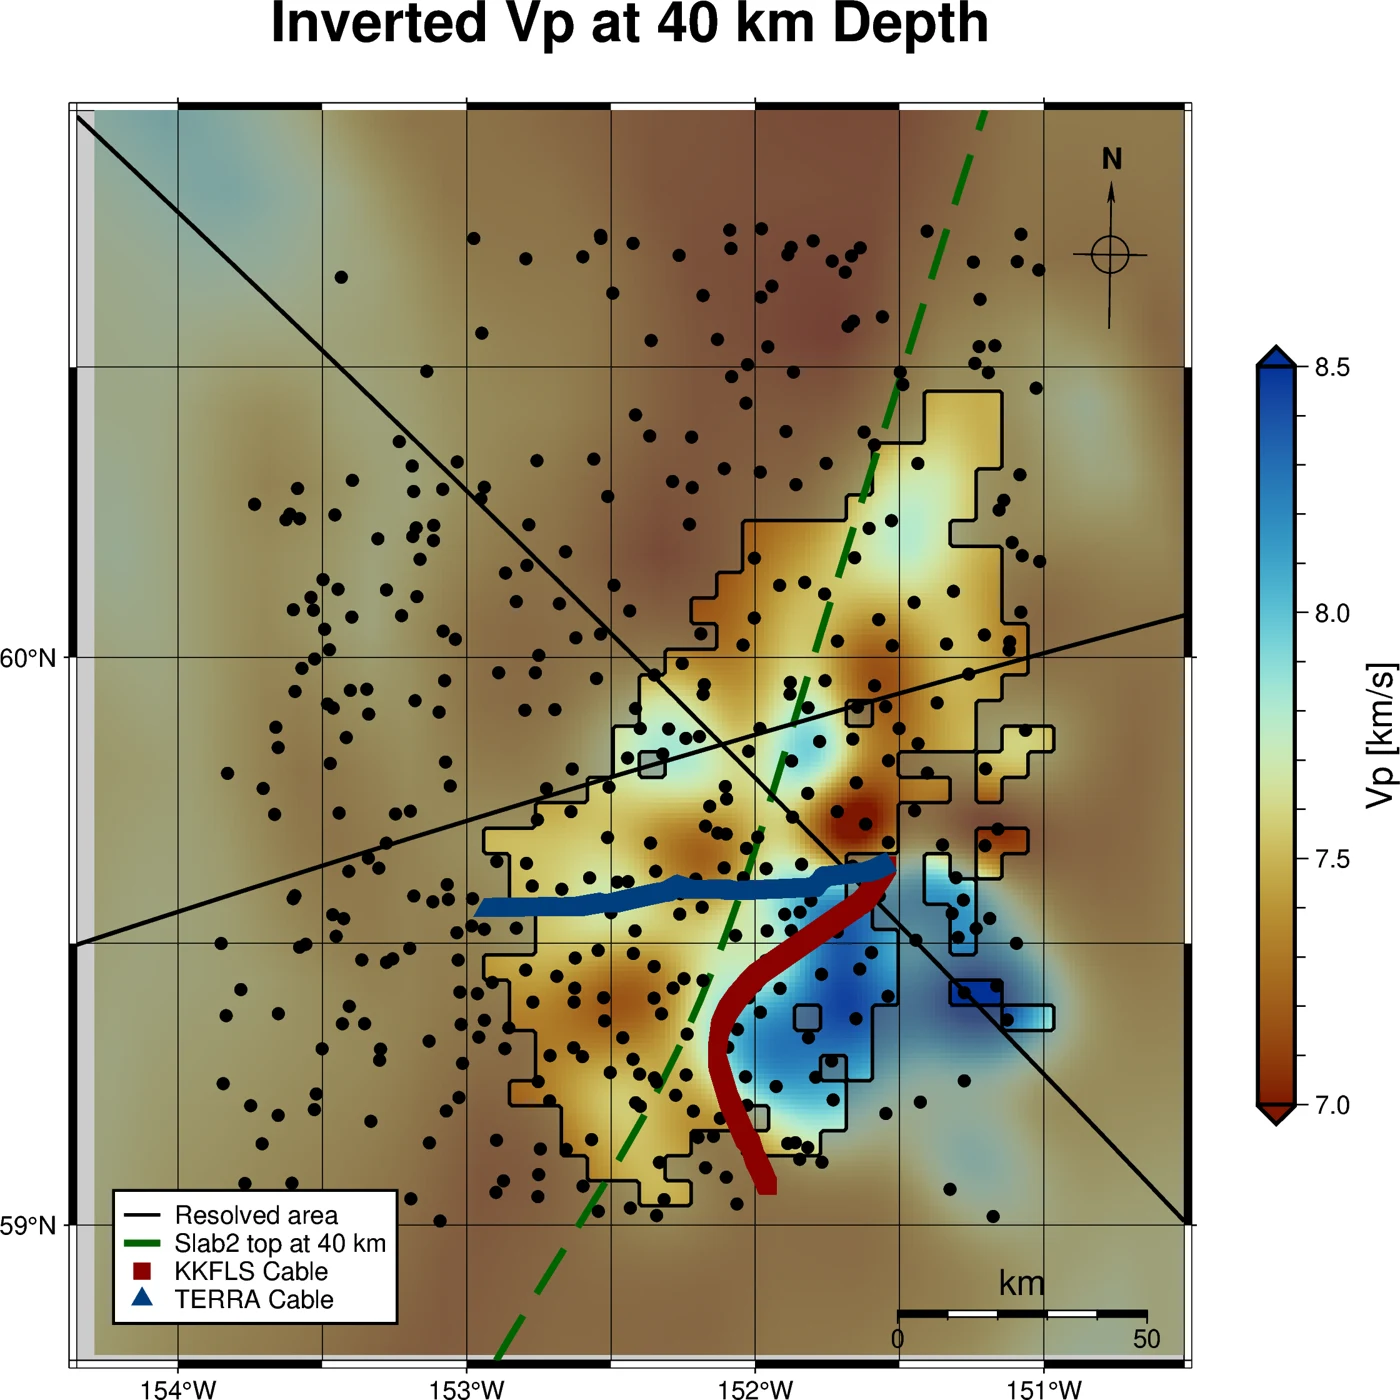 Inverted Vp at 40 km Depth
N
8.5
8.0
7.5
7.0
Vp [km/s]
60°N
59°N
Resolved area
Slab2 top at 40 km
KKFLS Cable
TERRA Cable
km
0 50
154°W 153°W 152°W 151°W